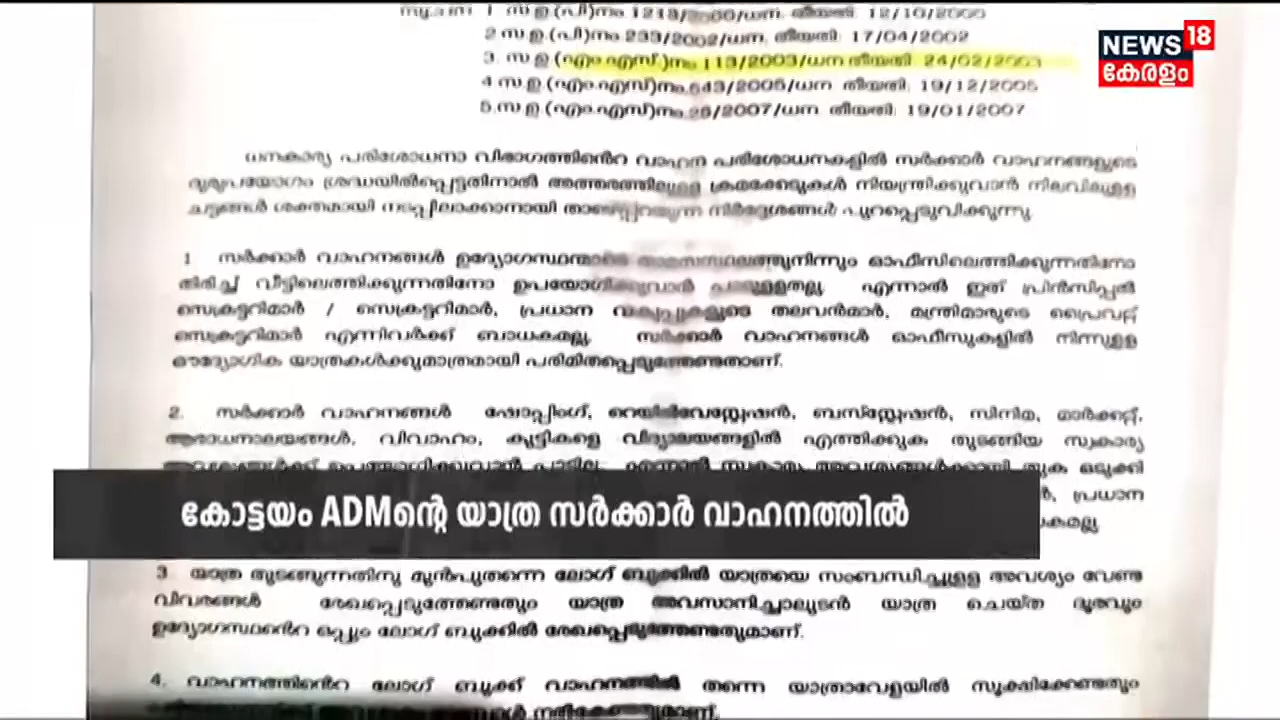 സൂചന 1 സ.ഉ.(പി)നം 1218/2000/ധന. തീയതി: 12/10/2000
2 സ.ഉ.(പി)നം 233/2002/ധന. തീയതി: 17/04/2002
3. സ.ഉ.(എം.എസ്.)നം 113/2003/ധന തീയതി: 24/02/2003
4 സ.ഉ.(എം.എസ്)നം.643/2005/ധന തീയതി: 19/12/2005
5.സ.ഉ.(എം.എസ്)നം.26/2007/ധന തീയതി: 19/01/2007
NEWS 18
കേരളം
ധനകാര്യ പരിശോധനാ വിഭാഗത്തിൻെറ വാഹന പരിശോധനകളിൽ സർക്കാർ വാഹനങ്ങളുടെ
ദുരുപയോഗം ശ്രദ്ധയിൽപ്പെട്ടതിനാൽ അത്തരത്തിലുള്ള ക്രമക്കേടുകൾ നിയന്ത്രിക്കുവാൻ നിലവിലുള്ള
ചട്ടങ്ങൾ ശക്തമായി നടപ്പിലാക്കാനായി താഴെപ്പറയുന്ന നിർദ്ദേശങ്ങൾ പുറപ്പെടുവിക്കുന്നു
1 സർക്കാർ വാഹനങ്ങൾ ഉദ്യോഗസ്ഥന്മാരെ താമസസ്ഥലത്തുനിന്നും ഓഫീസിലെത്തിക്കുന്നതിനോ
തിരിച്ച് വീട്ടിലെത്തിക്കുന്നതിനോ ഉപയോഗിക്കുവാൻ പാടുള്ളതല്ല. എന്നാൽ ഇത് പ്രിൻസിപ്പൽ
സെക്രട്ടറിമാർ / സെക്രട്ടറിമാർ, പ്രധാന വകുപ്പുകളുടെ തലവൻമാർ, മന്ത്രിമാരുടെ പ്രൈവറ്റ്
സെക്രട്ടറിമാർ എന്നിവർക്ക് ബാധകമല്ല. സർക്കാർ വാഹനങ്ങൾ ഓഫീസുകളിൽ നിന്നുള്ള
ഔദ്യോഗിക യാത്രകൾക്കുമാത്രമായി പരിമിതപ്പെടുത്തേണ്ടതാണ്.
2. സർക്കാർ വാഹനങ്ങൾ ഷോപ്പിംഗ്, റെയിൽവേസ്റ്റേഷൻ, ബസ്സ്റ്റേഷൻ, സിനിമ, മാർക്കറ്റ്,
ആരാധനാലയങ്ങൾ, വിവാഹം, കുട്ടികളെ വിദ്യാലയങ്ങളിൽ എത്തിക്കുക തുടങ്ങിയ സ്വകാര്യ
തുക ഒടുക്കി
പ്രധാന
കോട്ടയം ADMന്റെ യാത്ര സർക്കാർ വാഹനത്തിൽ
3 യാത്ര തുടങ്ങുന്നതിനു മുൻപുതന്നെ ലോഗ് ബുക്കിൽ യാത്രയെ സംബന്ധിച്ചുള്ള അവശ്യം വേണ്ട
വിവരങ്ങൾ രേഖപ്പെടുത്തേണ്ടതും യാത്ര അവസാനിച്ചാലുടൻ യാത്ര ചെയ്ത ദൂരവും
ഉദ്യോഗസ്ഥൻെറ ഒപ്പും ലോഗ് ബുക്കിൽ രേഖപ്പെടുത്തേണ്ടതുമാണ്.
4. വാഹനത്തിൻെറ ലോഗ് ബുക്ക് വാഹനത്തിൽ തന്നെ യാത്രാവേളയിൽ സൂക്ഷിക്കേണ്ടതും